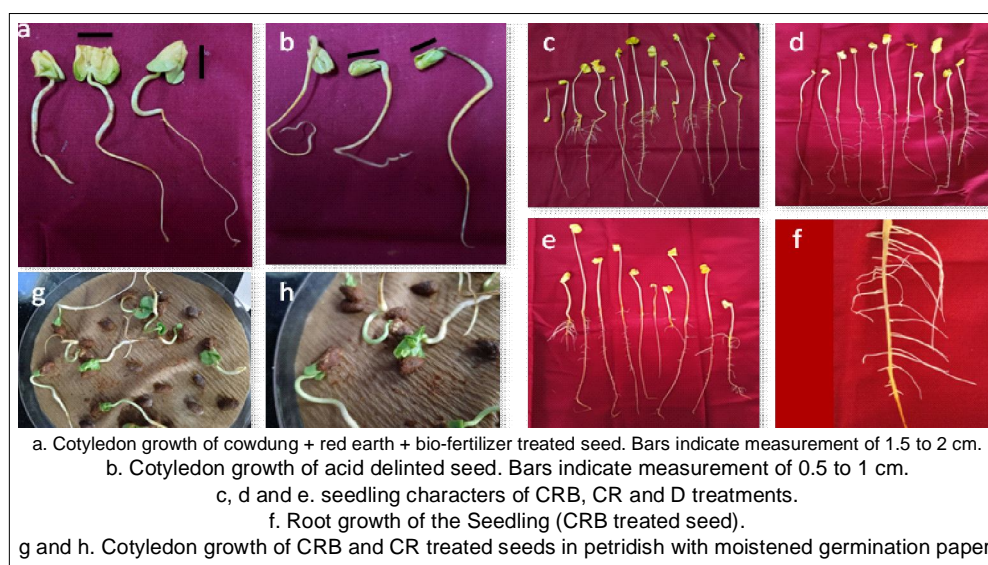 a
b
c
d
e
f
g
h
a. Cotyledon growth of cowdung + red earth + bio-fertilizer treated seed. Bars indicate measurement of 1.5 to 2 cm.
b. Cotyledon growth of acid delinted seed. Bars indicate measurement of 0.5 to 1 cm.
c, d and e. seedling characters of CRB, CR and D treatments.
f. Root growth of the Seedling (CRB treated seed).
g and h. Cotyledon growth of CRB and CR treated seeds in petridish with moistened germination paper